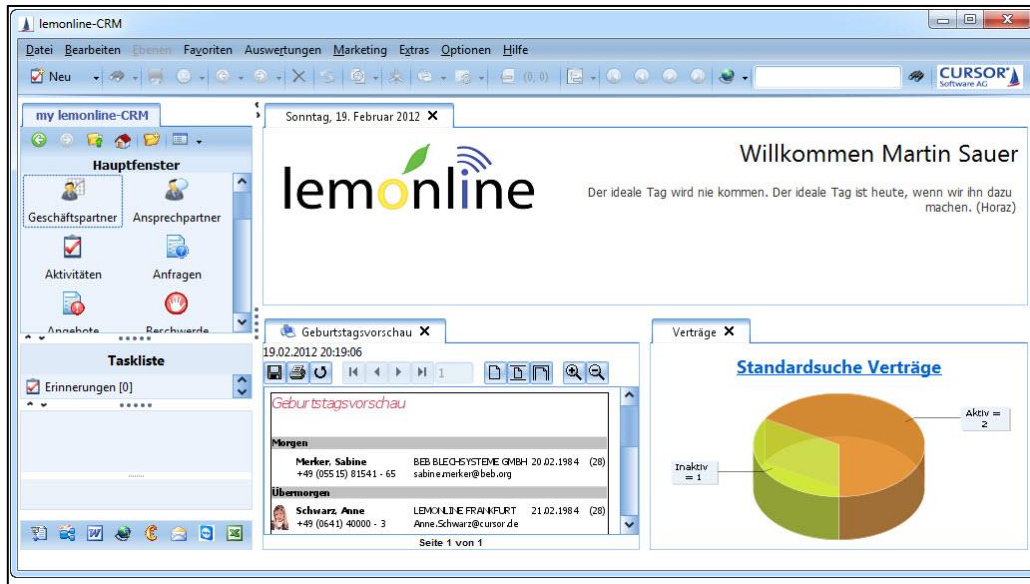 lemonline-CRM
Datei Bearbeiten Ebenen Favoriten Auswertungen Marketing Extras Optionen Hilfe
Neu (0, 0) CURSOR
Software AG
my lemonline-CRM
Hauptfenster
Geschäftspartner Ansprechpartner
Aktivitäten Anfragen
Angebote Beschwerde
Taskliste
Erinnerungen [0]
Sonntag, 19. Februar 2012
lemonline
Willkommen Martin Sauer
Der ideale Tag wird nie kommen. Der ideale Tag ist heute, wenn wir ihn dazu
machen. (Horaz)
Geburtstagsvorschau
19.02.2012 20:19:06
1
Geburtstagsvorschau
Morgen
Merker, Sabine BEB BLECHSYSTEME GMBH 20.02.1984 (28)
+49 (05515) 81541 - 65 sabine.merker@beb.org
Übermorgen
Schwarz, Anne LEMONLINE FRANKFURT 21.02.1984 (28)
+49 (0641) 40000 - 3 Anne.Schwarz@cursor.de
Seite 1 von 1
Verträge
Standardsuche Verträge
Aktiv =
2
Inaktiv
= 1